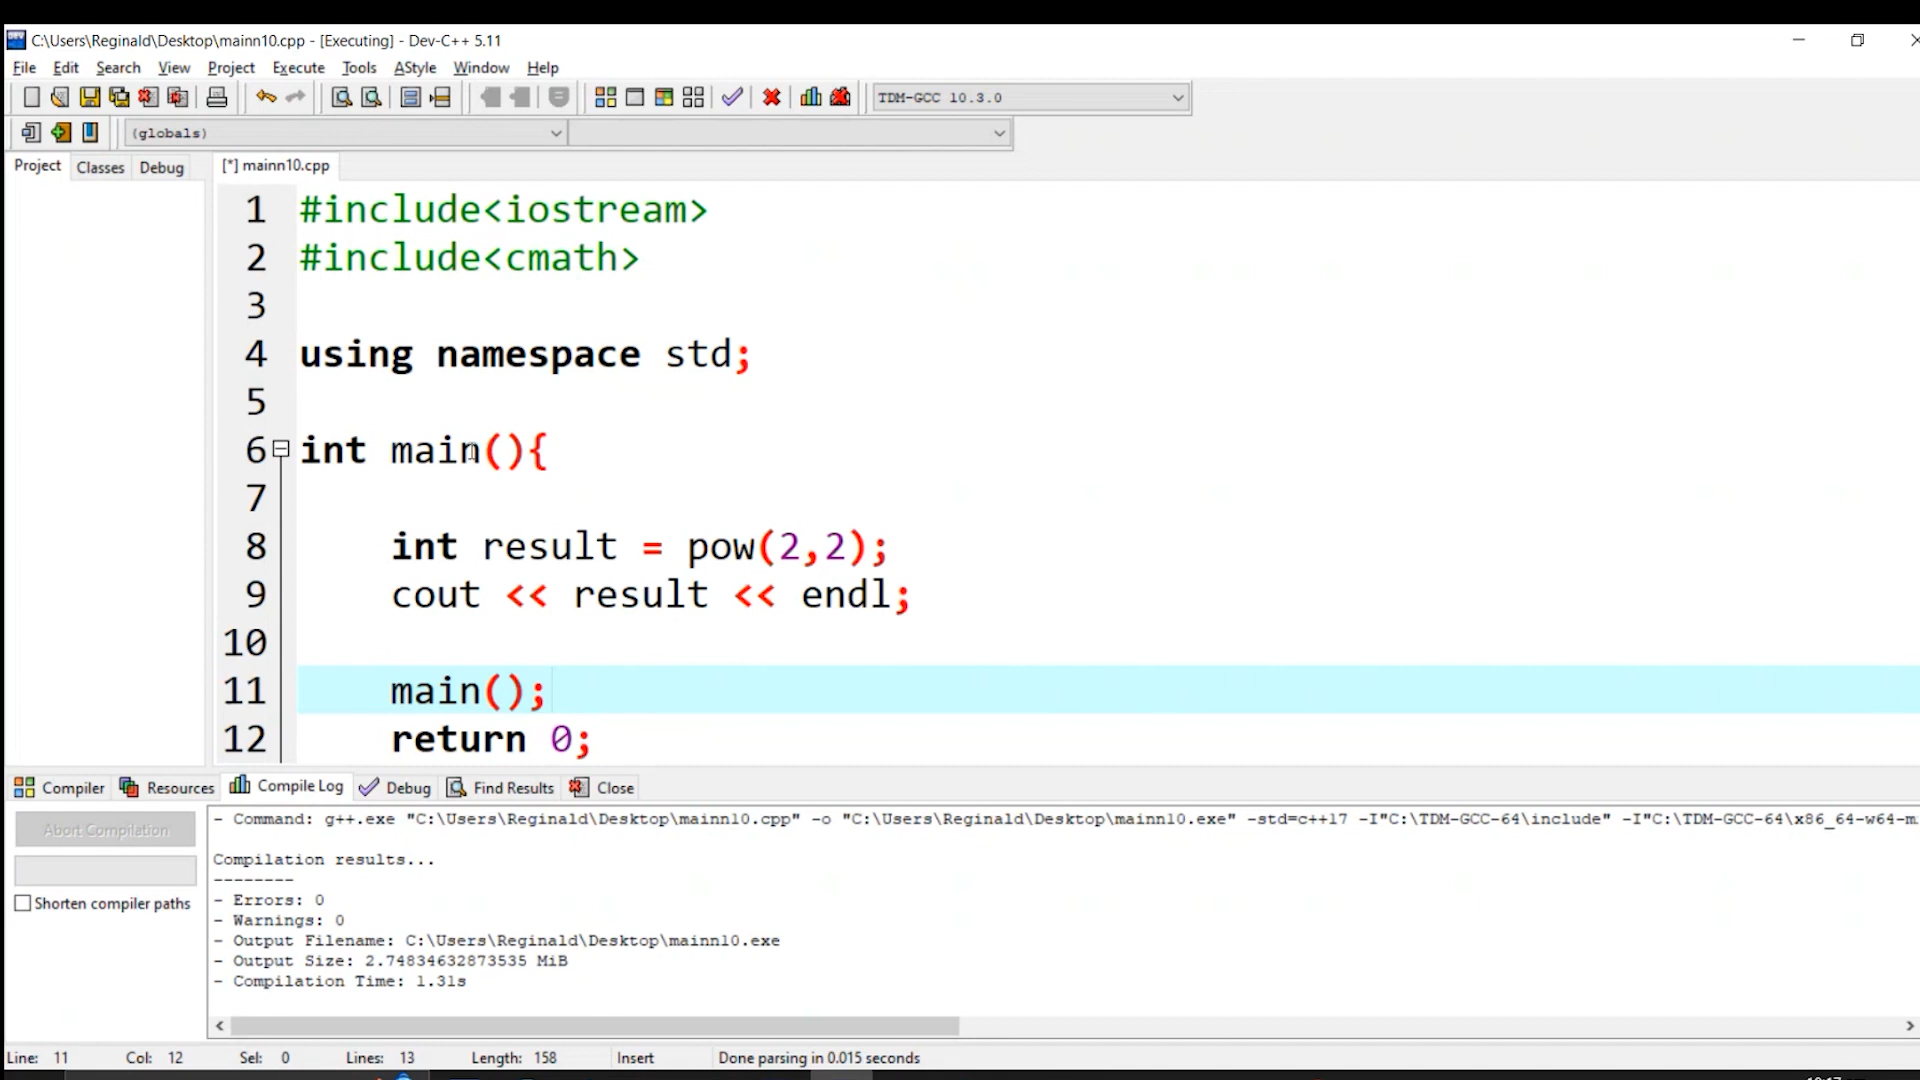 C:\Users\Reginald\Desktop\mainn10.cpp - [Executing] - Dev-C++ 5.11
File Edit Search View Project Execute Tools AStyle Window Help
TDM-GCC 10.3.0
(globals)
Project Classes Debug [*] mainn10.cpp
1 #include<iostream>
2 #include<cmath>
3
4 using namespace std;
5
6 int main(){
7
8 int result = pow(2,2);
9 cout << result << endl;
10
11 main();
12 return 0;
Compiler Resources Compile Log Debug Find Results Close
Abort Compilation
Shorten compiler paths
- Command: g++.exe "C:\Users\Reginald\Desktop\mainn10.cpp" -o "C:\Users\Reginald\Desktop\mainn10.exe" -std=c++17 -I"C:\TDM-GCC-64\include" -I"C:\TDM-GCC-64\x86_64-w64-m
Compilation results...
--------
- Errors: 0
- Warnings: 0
- Output Filename: C:\Users\Reginald\Desktop\mainn10.exe
- Output Size: 2.74834632873535 MiB
- Compilation Time: 1.31s
Line: 11 Col: 12 Sel: 0 Lines: 13 Length: 158 Insert Done parsing in 0.015 seconds